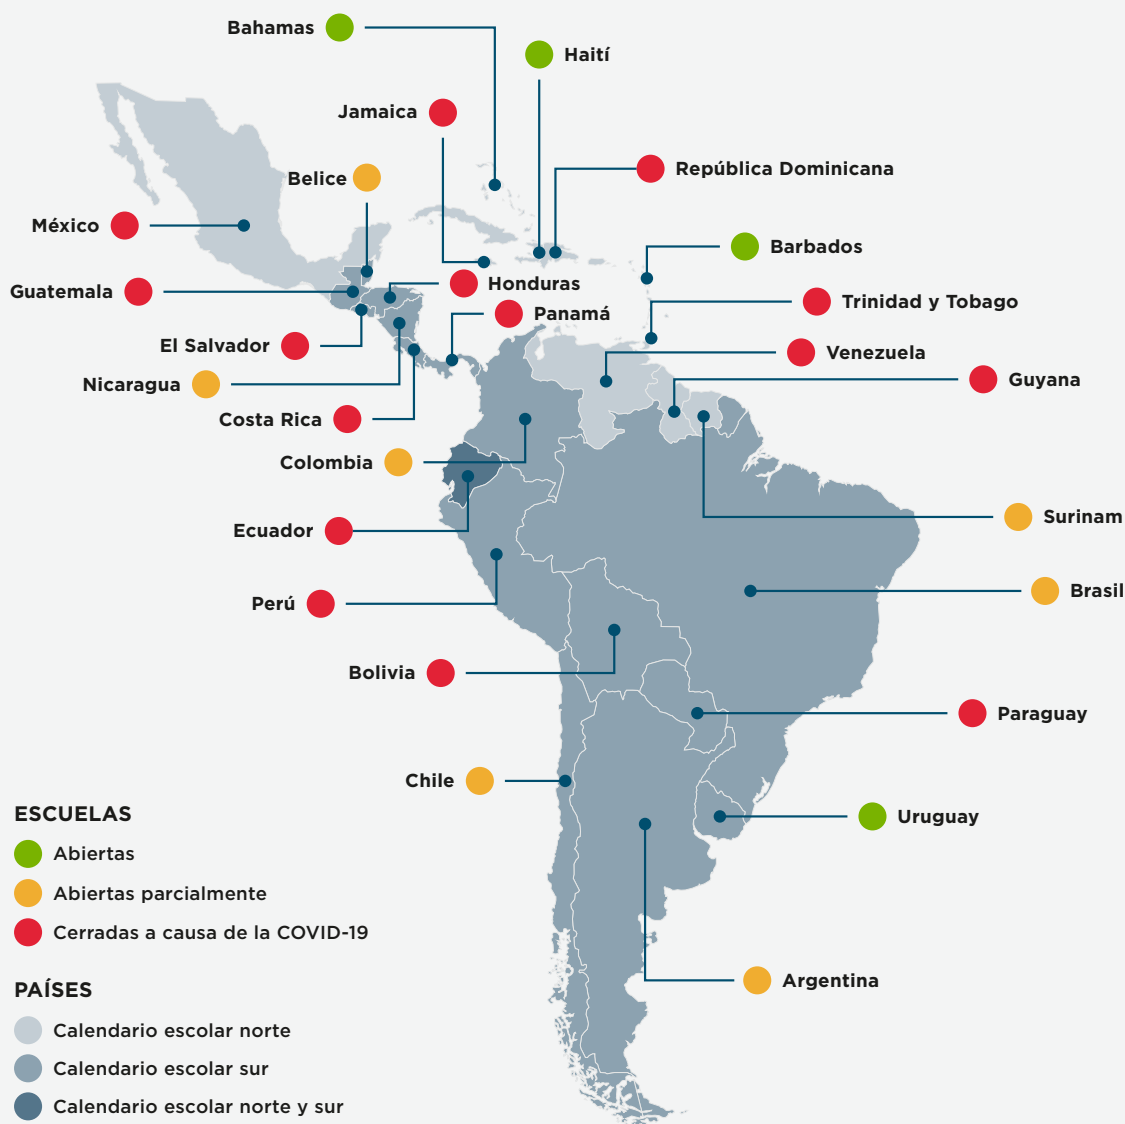 Bahamas
Haití
Jamaica
República Dominicana
Belice
México
Barbados
Guatemala
Honduras
Trinidad y Tobago
Panamá
El Salvador
Venezuela
Nicaragua
Guyana
Costa Rica
Colombia
Surinam
Ecuador
Brasil
Perú
Bolivia
Paraguay
Chile
Uruguay
Argentina
ESCUELAS
Abiertas
Abiertas parcialmente
Cerradas a causa de la COVID-19
PAÍSES
Calendario escolar norte
Calendario escolar sur
Calendario escolar norte y sur